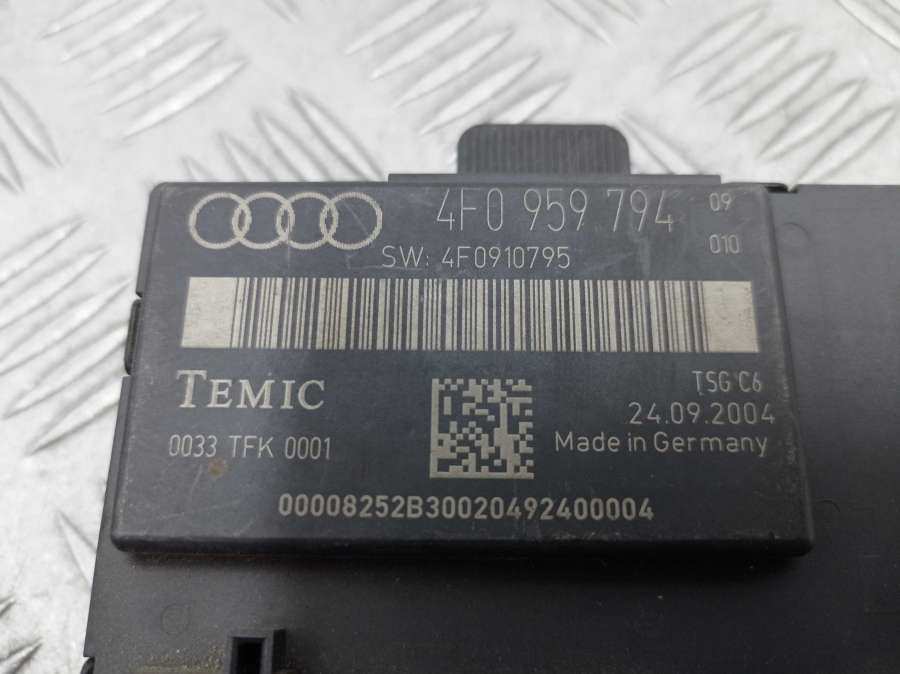 4F0 959 794 09
010
SW: 4F0910795
TEMIC
TSG C6
24.09.2004
0033 TFK 0001
Made in Germany
00008252B30020492400004